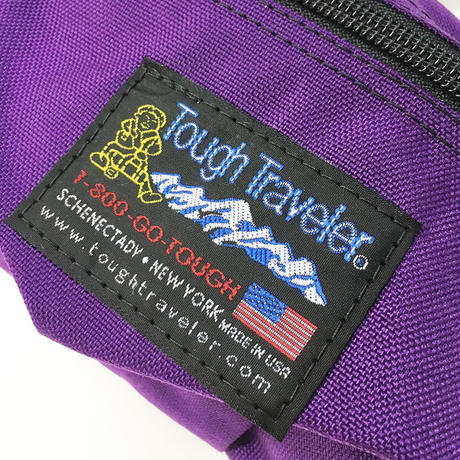 Tough Traveler®
1-800-GO-TOUGH
SCHENECTADY • NEW YORK MADE IN USA
www.toughtraveler.com